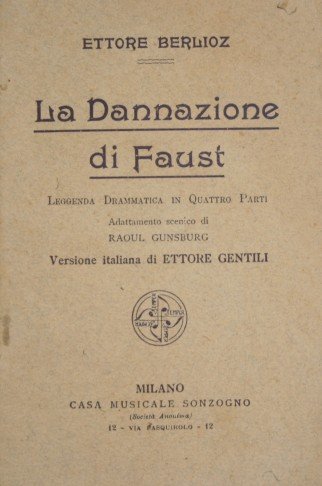 ETTORE BERLIOZ
La Dannazione
di Faust
LEGGENDA DRAMMATICA IN QUATTRO PARTI
Adattamento scenico di
RAOUL GUNSBURG
Versione italiana di ETTORE GENTILI
MILANO
CASA MUSICALE SONZOGNO
(Società Anonima)
12 - VIA PASQUIROLO - 12